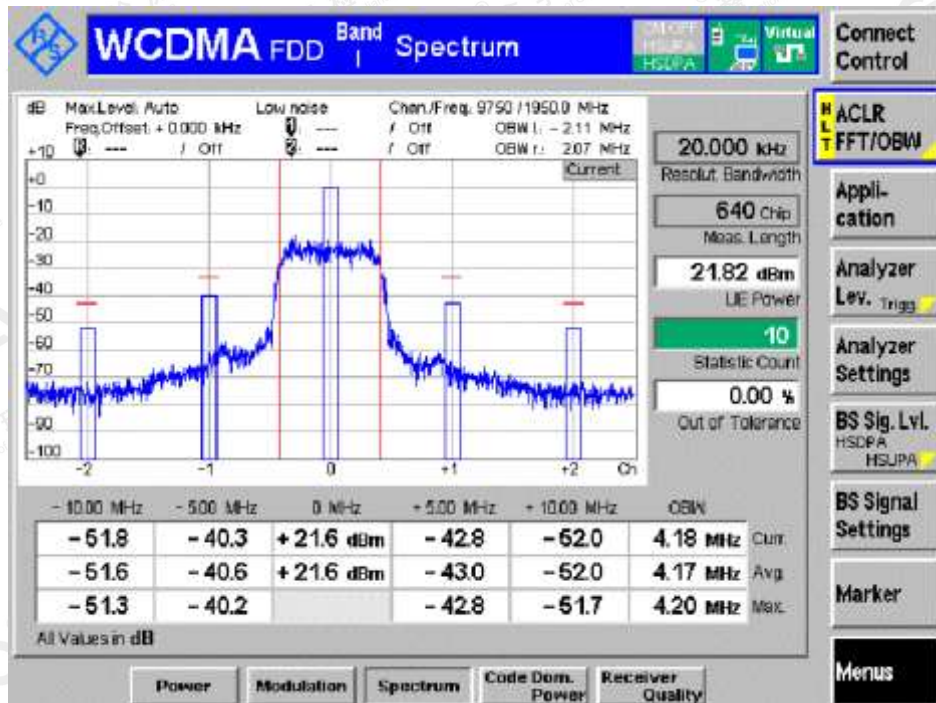 WCDMA FDD Band I Spectrum
HSDPA
Virtual
Connect Control
dB Max.Level: Auto Low noise Chan./Freq.: 9750 / 1950.0 MHz
Freq.Offset: + 0.000 kHz 1: --- / Off OBW l.: - 2.11 MHz
+10 R: --- / Off 2: --- / Off OBW r.: 2.07 MHz
Current
+0
-10
-20
-30
-40
-50
-60
-70
-90
-100
-2 -1 0 +1 +2 Ch
20.000 kHz
Resolut. Bandwidth
640 Chip
Meas. Length
21.82 dBm
UE Power
10
Statistic Count
0.00 %
Out of Tolerance
- 10.00 MHz - 5.00 MHz 0 MHz + 5.00 MHz + 10.00 MHz OBW
- 51.8 - 40.3 + 21.6 dBm - 42.8 - 52.0 4.18 MHz Curr.
- 51.6 - 40.6 + 21.6 dBm - 43.0 - 52.0 4.17 MHz Avg.
- 51.3 - 40.2 - 42.8 - 51.7 4.20 MHz Max.
All Values in dB
HLT ACLR FFT/OBW
Appli-
cation
Analyzer
Lev. Trigg.
Analyzer
Settings
BS Sig. Lvl.
HSDPA
HSUPA
BS Signal
Settings
Marker
Menus
Power Modulation Spectrum Code Dom. Power Receiver Quality